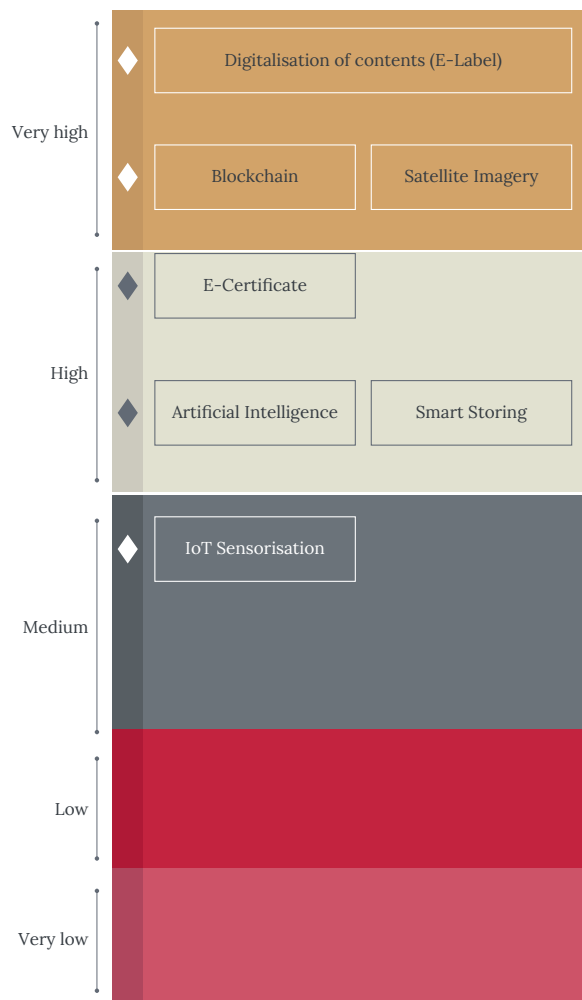 Very high
Digitalisation of contents (E-Label)
Blockchain
Satellite Imagery
High
E-Certificate
Artificial Intelligence
Smart Storing
Medium
IoT Sensorisation
Low
Very low